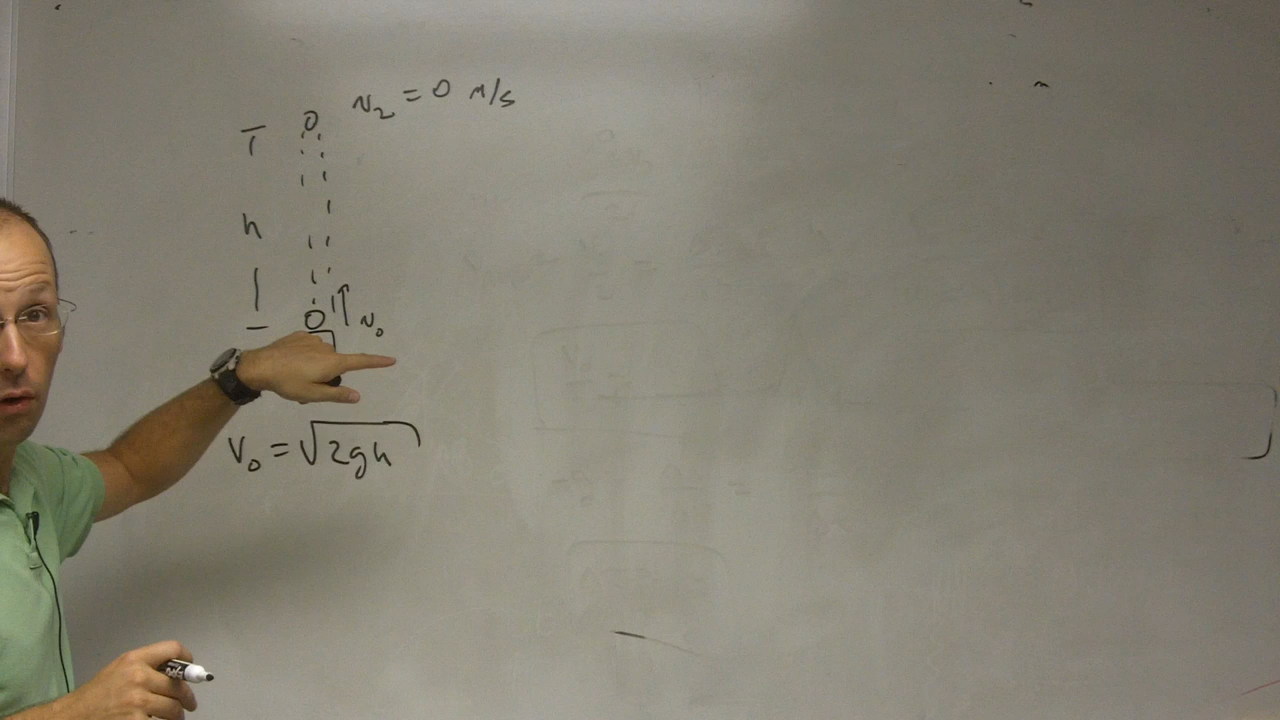 v₂ = 0 m/s
h
v₀
V₀ = √2gh